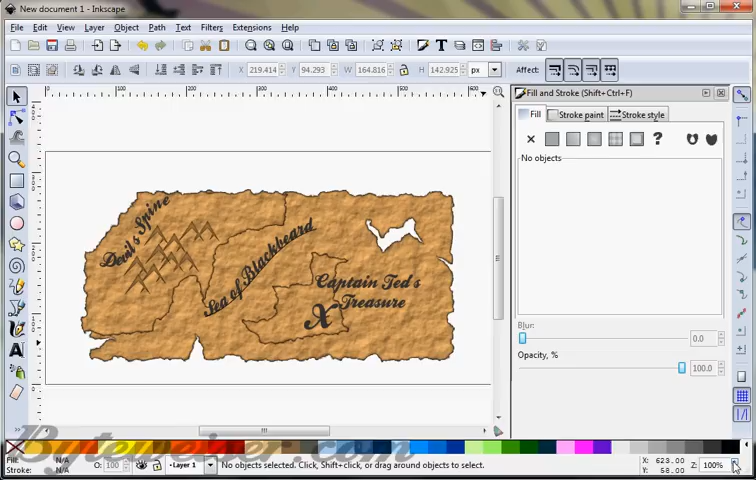 New document 1 - Inkscape
File Edit View Layer Object Path Text Filters Extensions Help
X 219.414 Y 94.293 W 164.816 H 142.925 px Affect:
Fill and Stroke (Shift+Ctrl+F)
Fill Stroke paint Stroke style
?
No objects
Devil's Spine
Sea of Blackbeard
Captain Ted's
Treasure
X
Blur:
0.0
Opacity, %
100.0
Byteweiser.com
Fill: N/A
Stroke: N/A
O: 100 Layer 1 No objects selected. Click, Shift+click, or drag around objects to select.
X: 623.00
Y: 58.00
Z: 100%